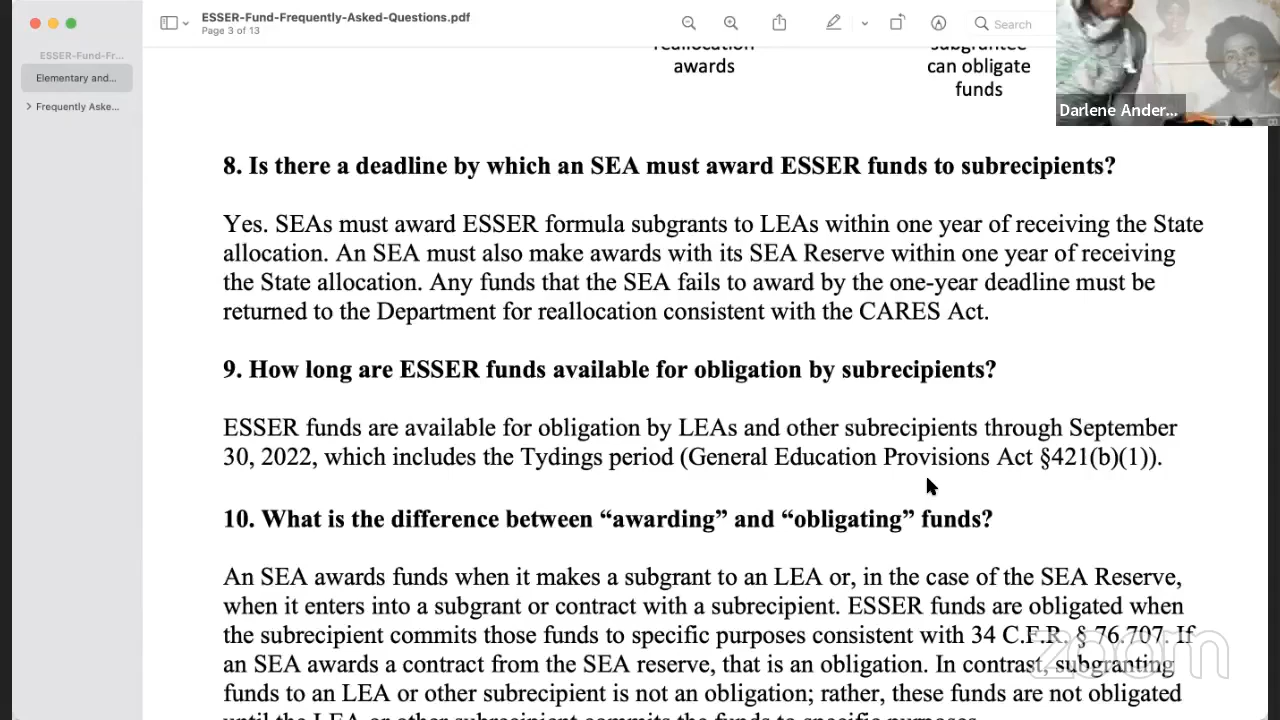 ESSER-Fund-Frequently-Asked-Questions.pdf
Page 3 of 13
Search
ESSER-Fund-Fr...
Elementary and...
Frequently Aske...
reallocation
awards
subgrantee
can obligate
funds
Darlene Ander...
8. Is there a deadline by which an SEA must award ESSER funds to subrecipients?
Yes. SEAs must award ESSER formula subgrants to LEAs within one year of receiving the State
allocation. An SEA must also make awards with its SEA Reserve within one year of receiving
the State allocation. Any funds that the SEA fails to award by the one-year deadline must be
returned to the Department for reallocation consistent with the CARES Act.
9. How long are ESSER funds available for obligation by subrecipients?
ESSER funds are available for obligation by LEAs and other subrecipients through September
30, 2022, which includes the Tydings period (General Education Provisions Act §421(b)(1)).
10. What is the difference between “awarding” and “obligating” funds?
An SEA awards funds when it makes a subgrant to an LEA or, in the case of the SEA Reserve,
when it enters into a subgrant or contract with a subrecipient. ESSER funds are obligated when
the subrecipient commits those funds to specific purposes consistent with 34 C.F.R. § 76.707. If
an SEA awards a contract from the SEA reserve, that is an obligation. In contrast, subgranting
funds to an LEA or other subrecipient is not an obligation; rather, these funds are not obligated
until the LEA or other subrecipient commits the funds to specific purposes.
zoom